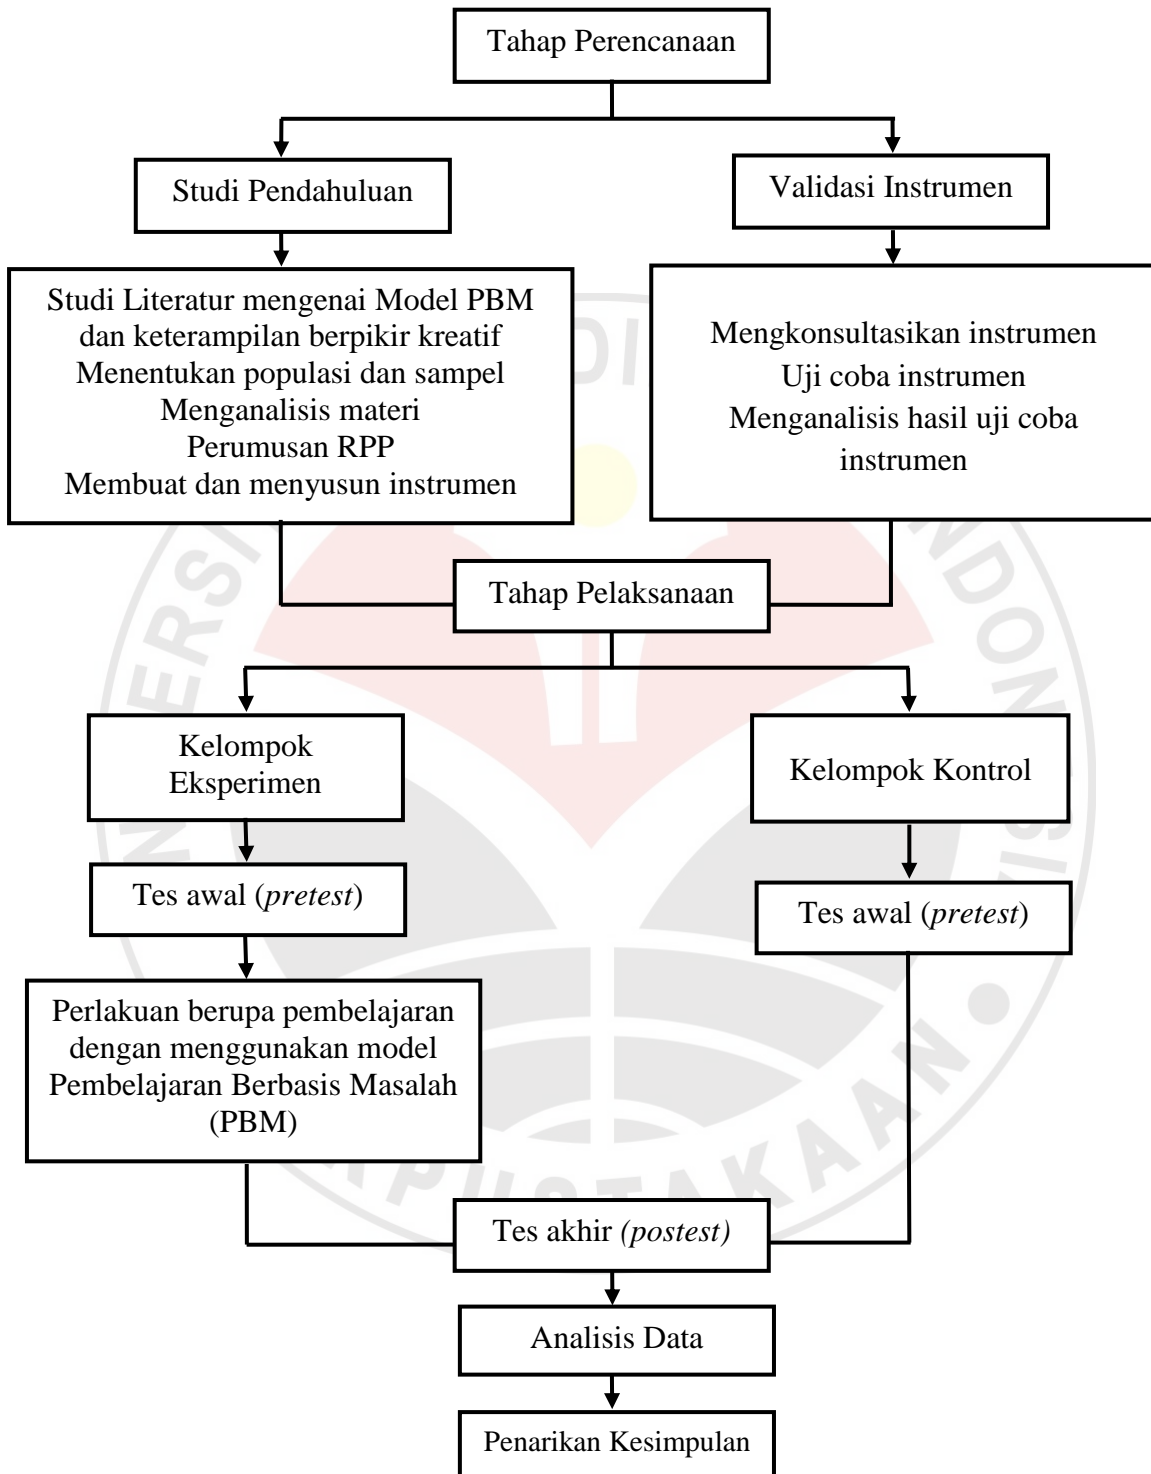 Tahap Perencanaan
Studi Pendahuluan
Validasi Instrumen
Studi Literatur mengenai Model PBM
dan keterampilan berpikir kreatif
Menentukan populasi dan sampel
Menganalisis materi
Perumusan RPP
Membuat dan menyusun instrumen
Mengkonsultasikan instrumen
Uji coba instrumen
Menganalisis hasil uji coba
instrumen
Tahap Pelaksanaan
Kelompok
Eksperimen
Kelompok Kontrol
Tes awal (pretest)
Tes awal (pretest)
Perlakuan berupa pembelajaran
dengan menggunakan model
Pembelajaran Berbasis Masalah
(PBM)
Tes akhir (postest)
Analisis Data
Penarikan Kesimpulan